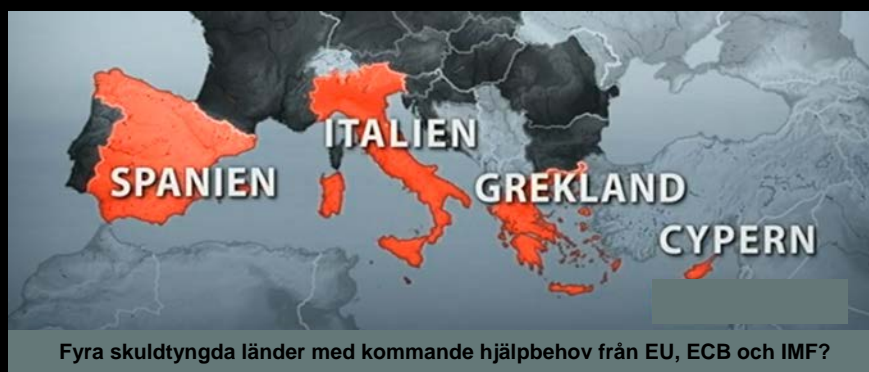 ITALIEN
SPANIEN
GREKLAND
CYPERN
Fyra skuldtyngda länder med kommande hjälpbehov från EU, ECB och IMF?